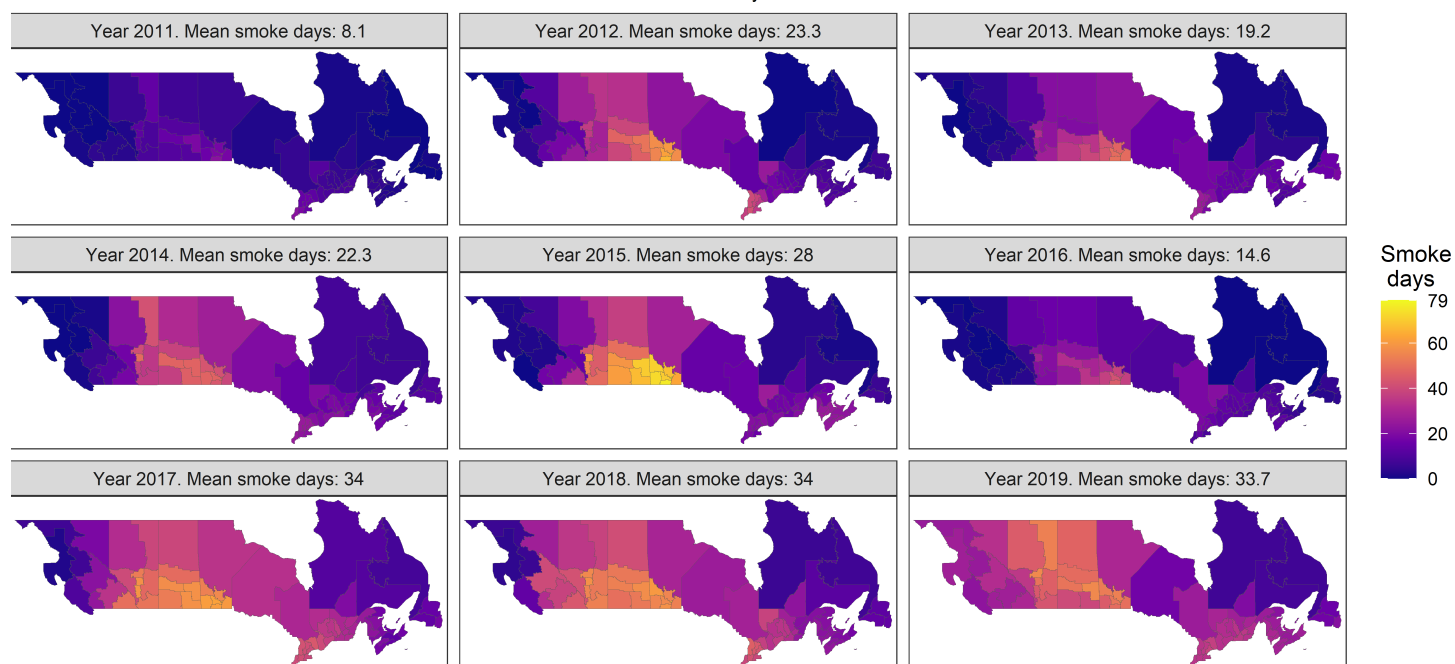 Year 2011. Mean smoke days: 8.1
Year 2012. Mean smoke days: 23.3
Year 2013. Mean smoke days: 19.2
Year 2014. Mean smoke days: 22.3
Year 2015. Mean smoke days: 28
Year 2016. Mean smoke days: 14.6
Smoke
days
79
60
40
20
0
Year 2017. Mean smoke days: 34
Year 2018. Mean smoke days: 34
Year 2019. Mean smoke days: 33.7